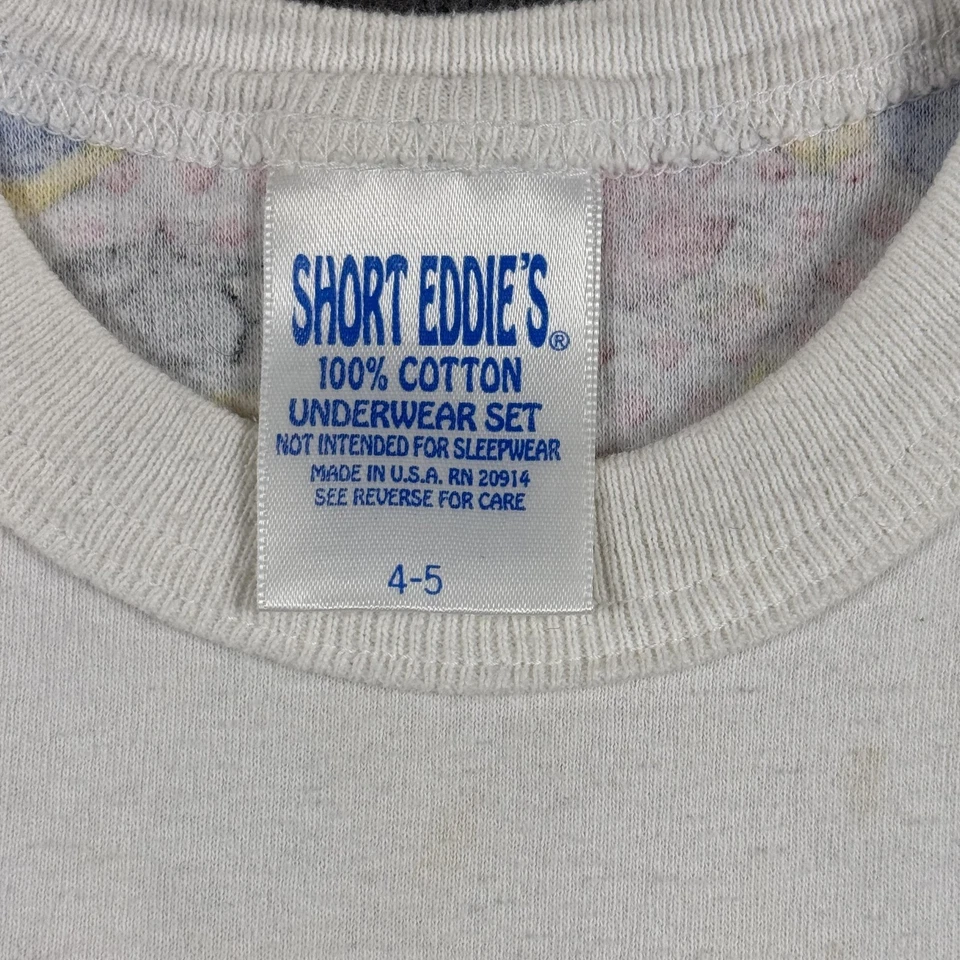 SHORT EDDIE'S®
100% COTTON
UNDERWEAR SET
NOT INTENDED FOR SLEEPWEAR
MADE IN U.S.A. RN 20914
SEE REVERSE FOR CARE
4-5